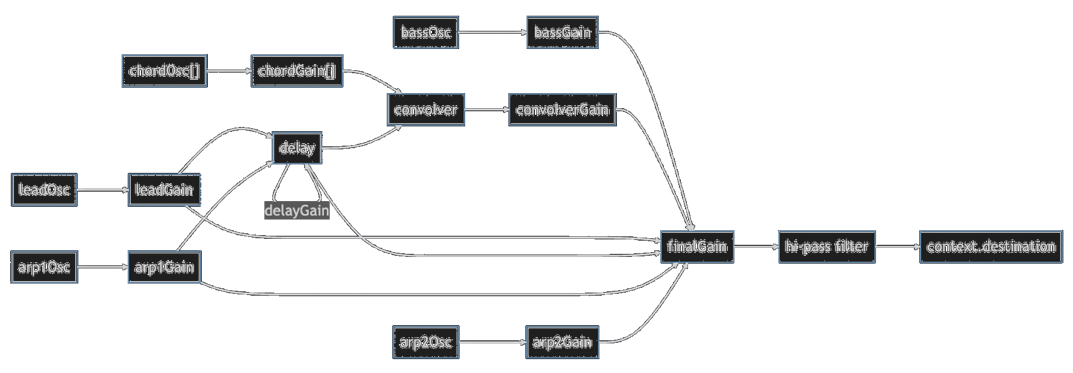 bassOsc
bassGain
chordOsc[]
chordGain[]
convolver
convolverGain
delay
leadOsc
leadGain
delayGain
finalGain
hi-pass filter
context.destination
arp1Osc
arp1Gain
arp2Osc
arp2Gain